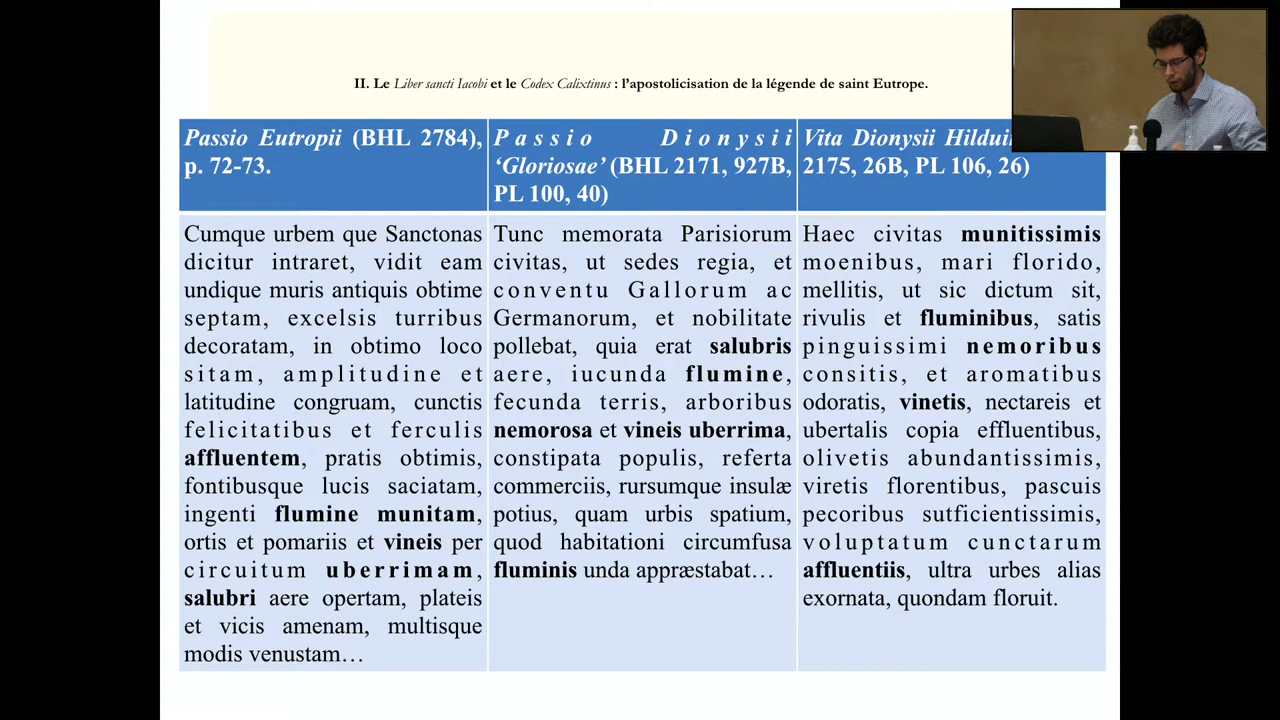 II. Le Liber sancti Iacobi et le Codex Calixtinus : l’apostolicisation de la légende de saint Eutrope.
Passio Eutropii (BHL 2784),
p. 72-73.
Passio Dionysii
‘Gloriosae’ (BHL 2171, 927B,
PL 100, 40)
Vita Dionysii
2175, 26B, PL 106, 26)
Cumque urbem que Sanctonas
dicitur intraret, vidit eam
undique muris antiquis obtime
septam, excelsis turribus
decoratam, in obtimo loco
sitam, amplitudine et
latitudine congruam, cunctis
felicitatibus et ferculis
affluentem, pratis obtimis,
fontibusque lucis saciatam,
ingenti flumine munitam,
ortis et pomariis et vineis per
circuitum uberrimam,
salubri aere opertam, plateis
et vicis amenam, multisque
modis venustam…
Tunc memorata Parisiorum
civitas, ut sedes regia, et
conventu Gallorum ac
Germanorum, et nobilitate
pollebat, quia erat salubris
aere, iucunda flumine,
fecunda terris, arboribus
nemorosa et vineis uberrima,
constipata populis, referta
commerciis, rursumque insulæ
potius, quam urbis spatium,
quod habitationi circumfusa
fluminis unda appræstabat…
Haec civitas munitissimis
moenibus, mari florido,
mellitis, ut sic dictum sit,
rivulis et fluminibus, satis
pinguissimi nemoribus
consitis, et aromatibus
odoratis, vinetis, nectareis et
ubertalis copia effluentibus,
olivetis abundantissimis,
viretis florentibus, pascuis
pecoribus sutficientissimis,
voluptatum cunctarum
affluentiis, ultra urbes alias
exornata, quondam floruit.